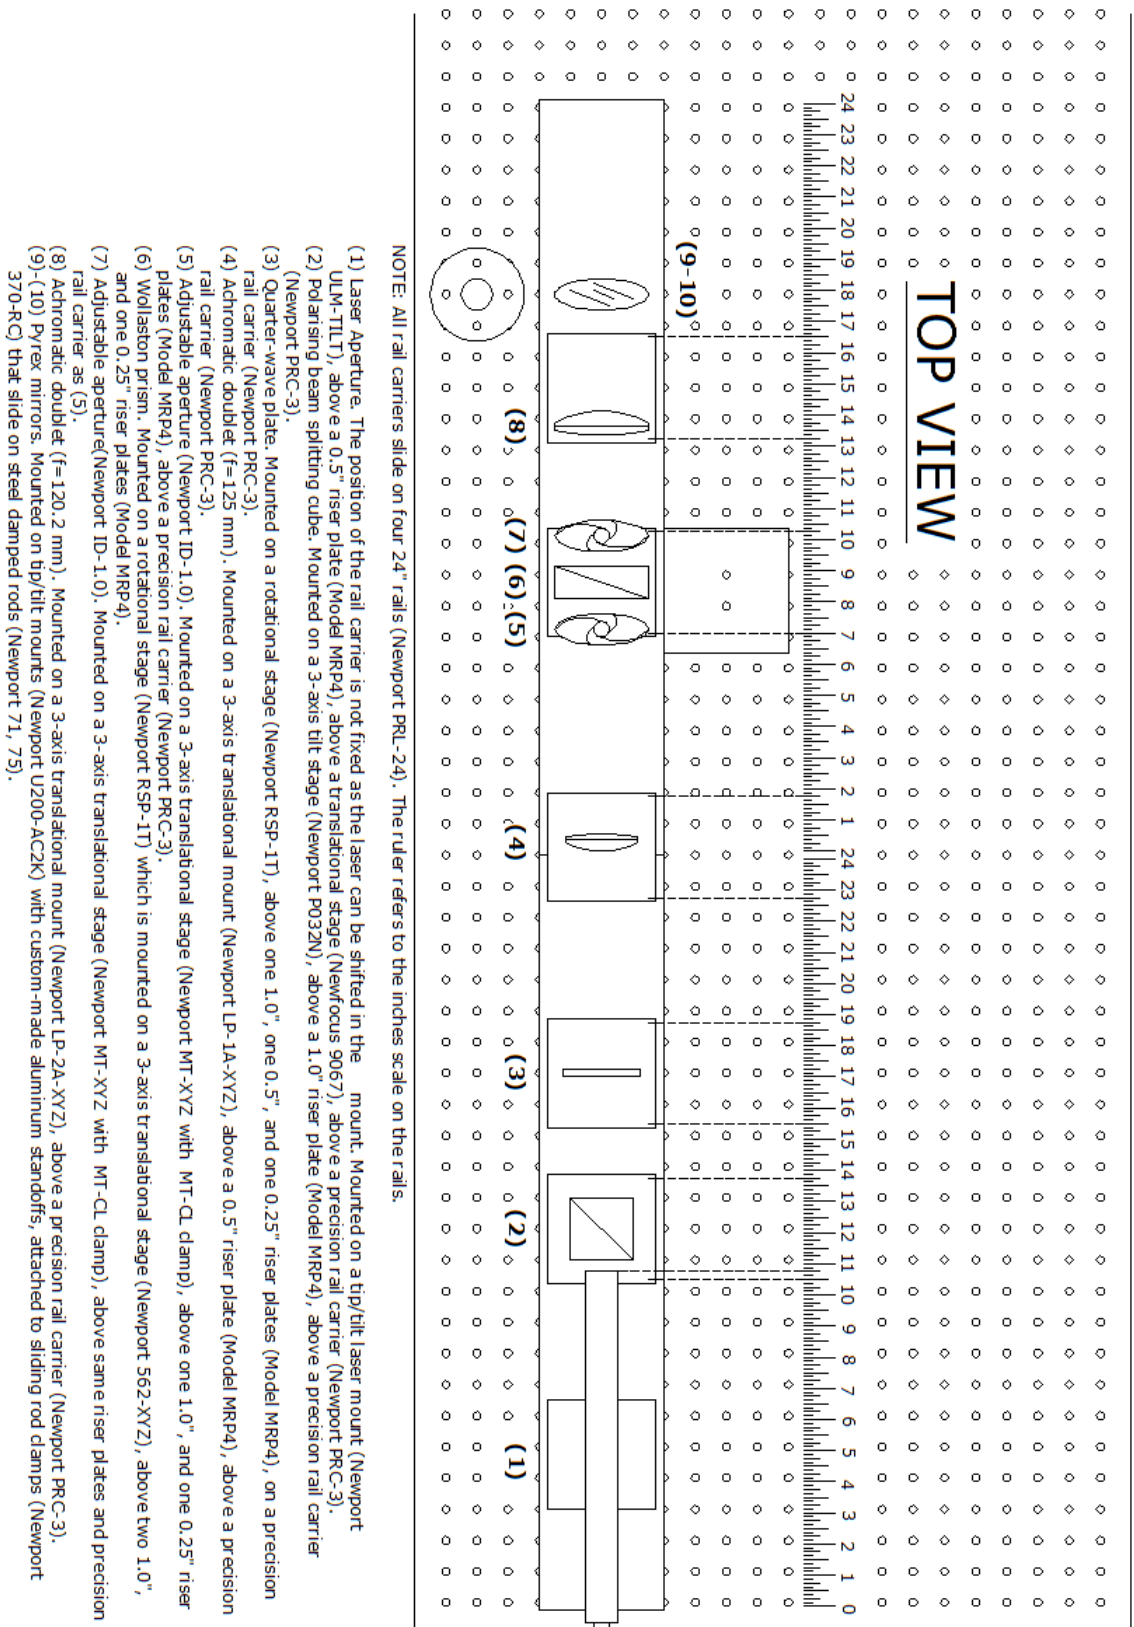 TOP VIEW
24 23 22 21 20 19 18 17 16 15 14 13 12 11 10 9 8 7 6 5 4 3 2 1 24 23 22 21 20 19 18 17 16 15 14 13 12 11 10 9 8 7 6 5 4 3 2 1 0
(9-10)
(8) (7) (6) (5) (4) (3) (2) (1)
NOTE: All rail carriers slide on four 24" rails (Newport PRL-24). The ruler refers to the inches scale on the rails.
(1) Laser Aperture. The position of the rail carrier is not fixed as the laser can be shifted in the mount. Mounted on a tip/tilt laser mount (Newport
ULM-TILT), above a 0.5" riser plate (Model MRP4), above a translational stage (Newfocus 9067), above a precision rail carrier (Newport PRC-3).
(2) Polarising beam splitting cube. Mounted on a 3-axis tilt stage (Newport P032N), above a 1.0" riser plate (Model MRP4), above a precision rail carrier
(Newport PRC-3).
(3) Quarter-wave plate. Mounted on a rotational stage (Newport RSP-1T), above one 1.0", one 0.5", and one 0.25" riser plates (Model MRP4), on a precision
rail carrier (Newport PRC-3).
(4) Achromatic doublet (f=125 mm). Mounted on a 3-axis translational mount (Newport LP-1A-XYZ), above a 0.5" riser plate (Model MRP4), above a precision
rail carrier (Newport PRC-3).
(5) Adjustable aperture (Newport ID-1.0). Mounted on a 3-axis translational stage (Newport MT-XYZ with MT-CL clamp), above one 1.0", and one 0.25" riser
plates (Model MRP4), above a precision rail carrier (Newport PRC-3).
(6) Wollaston prism. Mounted on a rotational stage (Newport RSP-1T) which is mounted on a 3-axis translational stage (Newport 562-XYZ), above two 1.0",
and one 0.25" riser plates (Model MRP4).
(7) Adjustable aperture(Newport ID-1.0). Mounted on a 3-axis translational stage (Newport MT-XYZ with MT-CL clamp), above same riser plates and precision
rail carrier as (5).
(8) Achromatic doublet (f=120.2 mm). Mounted on a 3-axis translational mount (Newport LP-2A-XYZ), above a precision rail carrier (Newport PRC-3).
(9)-(10) Pyrex mirrors. Mounted on tip/tilt mounts (Newport U200-AC2K) with custom-made aluminum standoffs, attached to sliding rod clamps (Newport
370-RC) that slide on steel damped rods (Newport 71, 75).